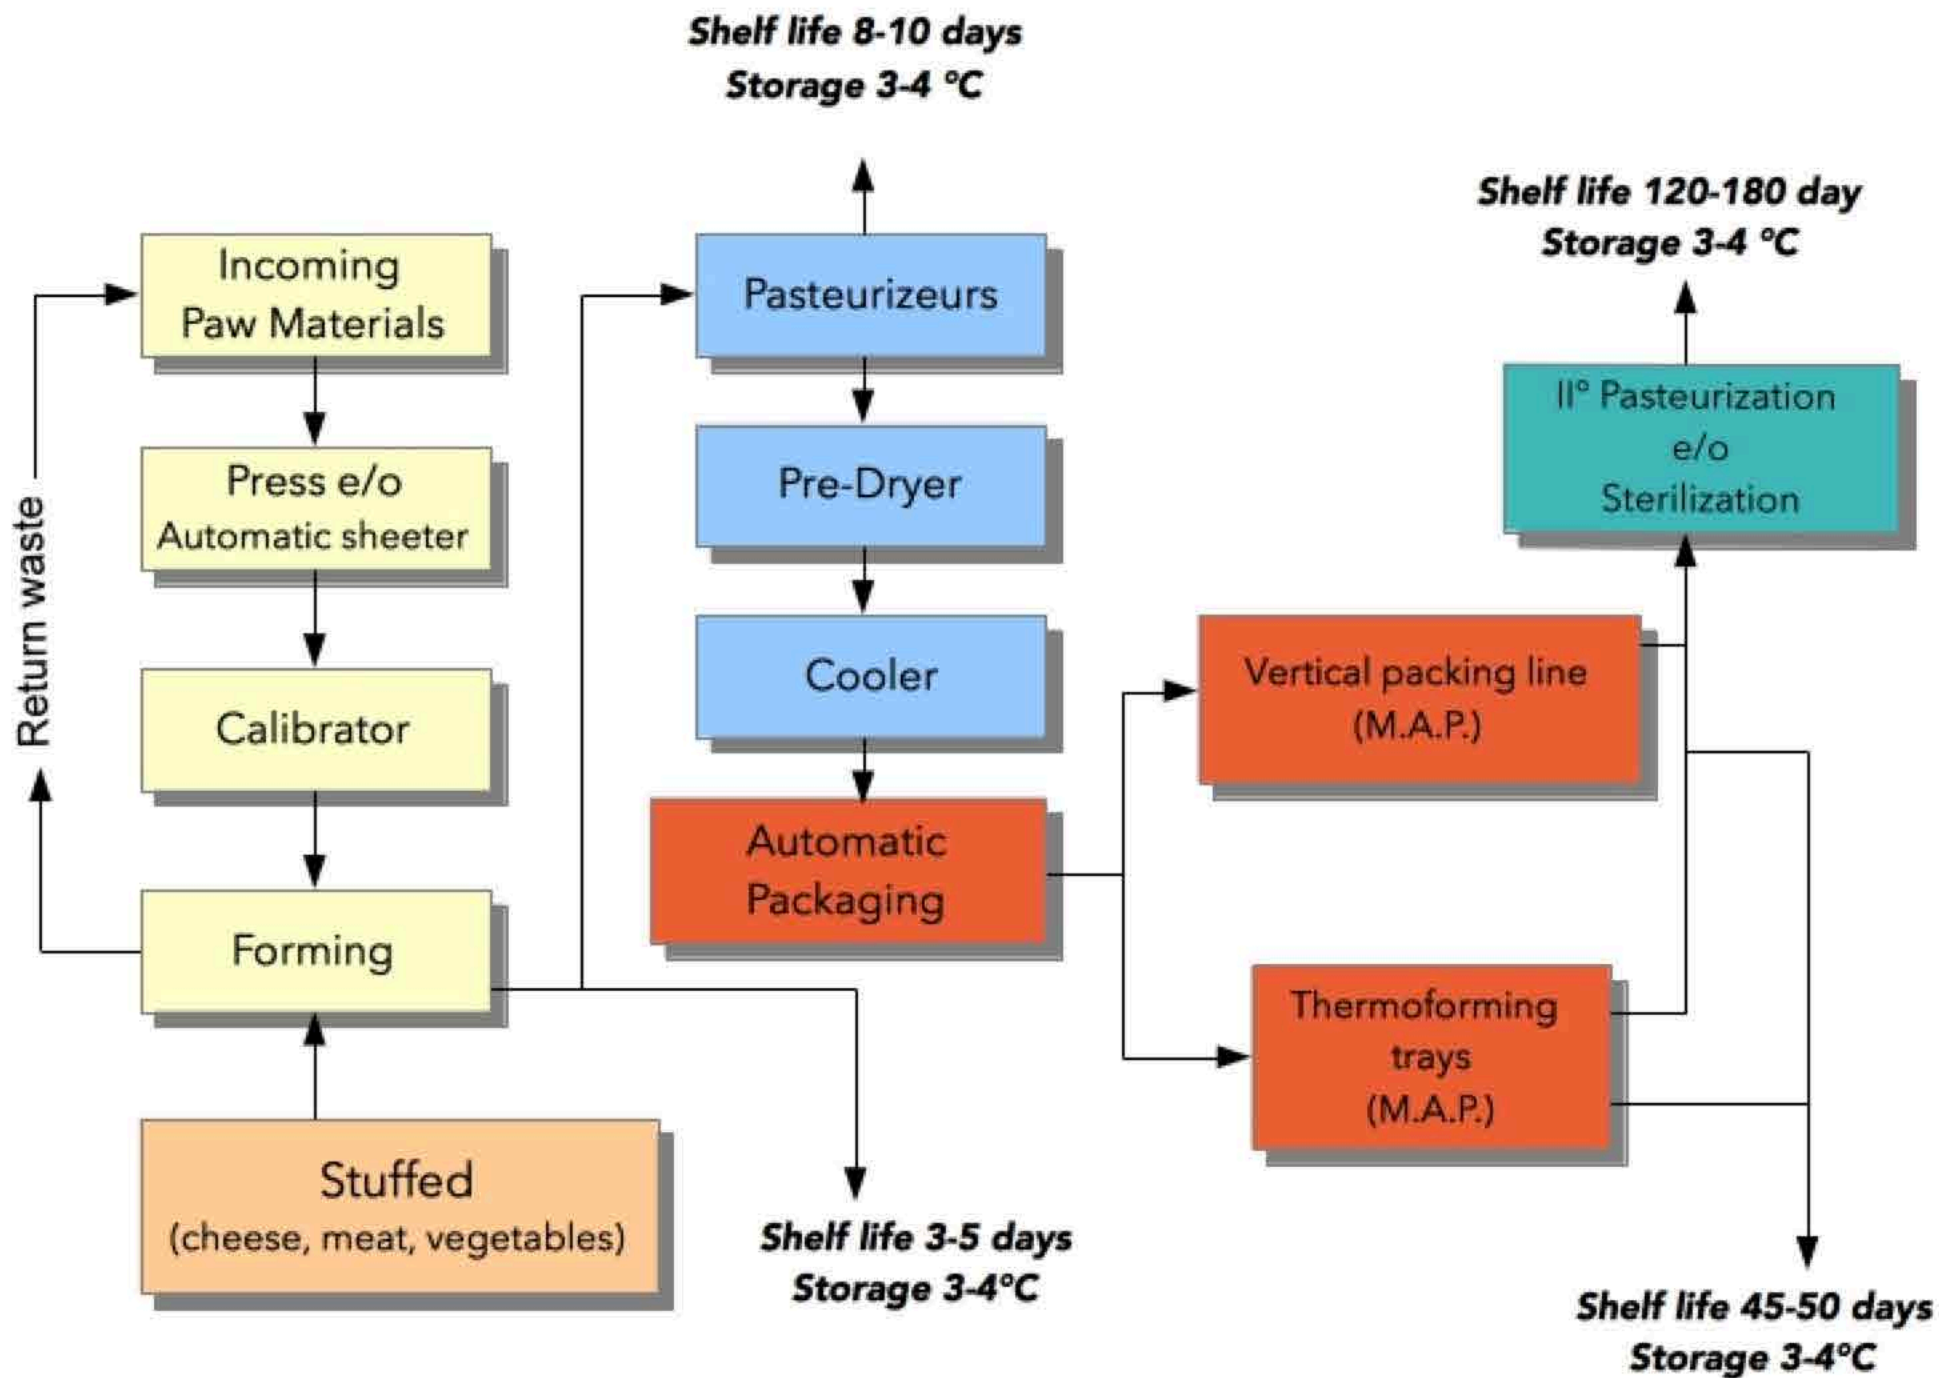 Shelf life 8-10 days
Storage 3-4 °C
Shelf life 120-180 day
Storage 3-4 °C
Incoming
Paw Materials
Pasteurizeurs
II° Pasteurization
e/o
Sterilization
Press e/o
Automatic sheeter
Pre-Dryer
Return waste
Cooler
Vertical packing line
(M.A.P.)
Calibrator
Automatic
Packaging
Forming
Thermoforming
trays
(M.A.P.)
Stuffed
(cheese, meat, vegetables)
Shelf life 3-5 days
Storage 3-4°C
Shelf life 45-50 days
Storage 3-4°C